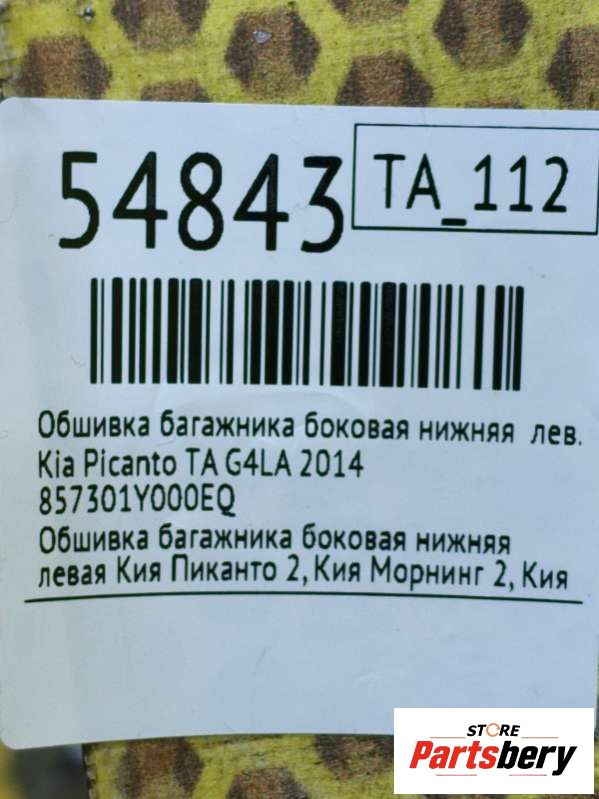 54843
TA_112
Обшивка багажника боковая нижняя лев.
Kia Picanto TA G4LA 2014
857301Y000EQ
Обшивка багажника боковая нижняя
левая Кия Пиканто 2, Кия Морнинг 2, Кия
STORE
Partsbery